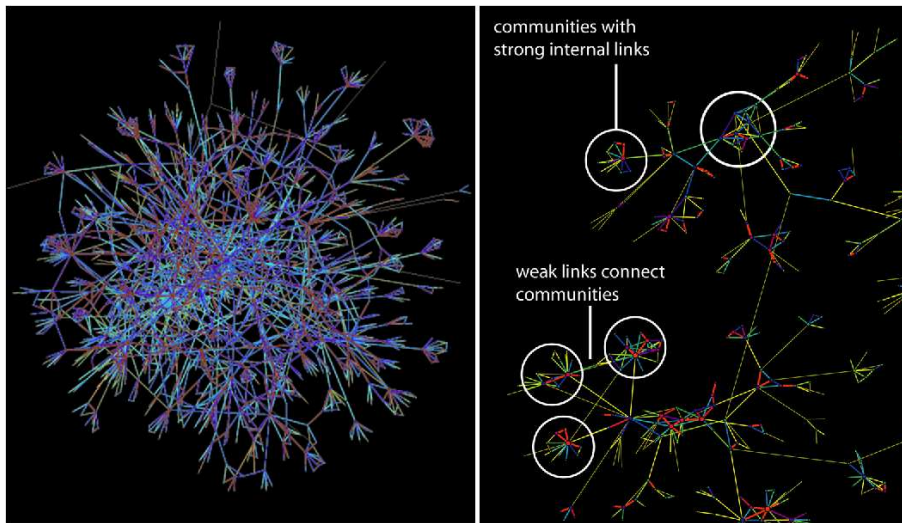 communities with
strong internal links
weak links connect
communities